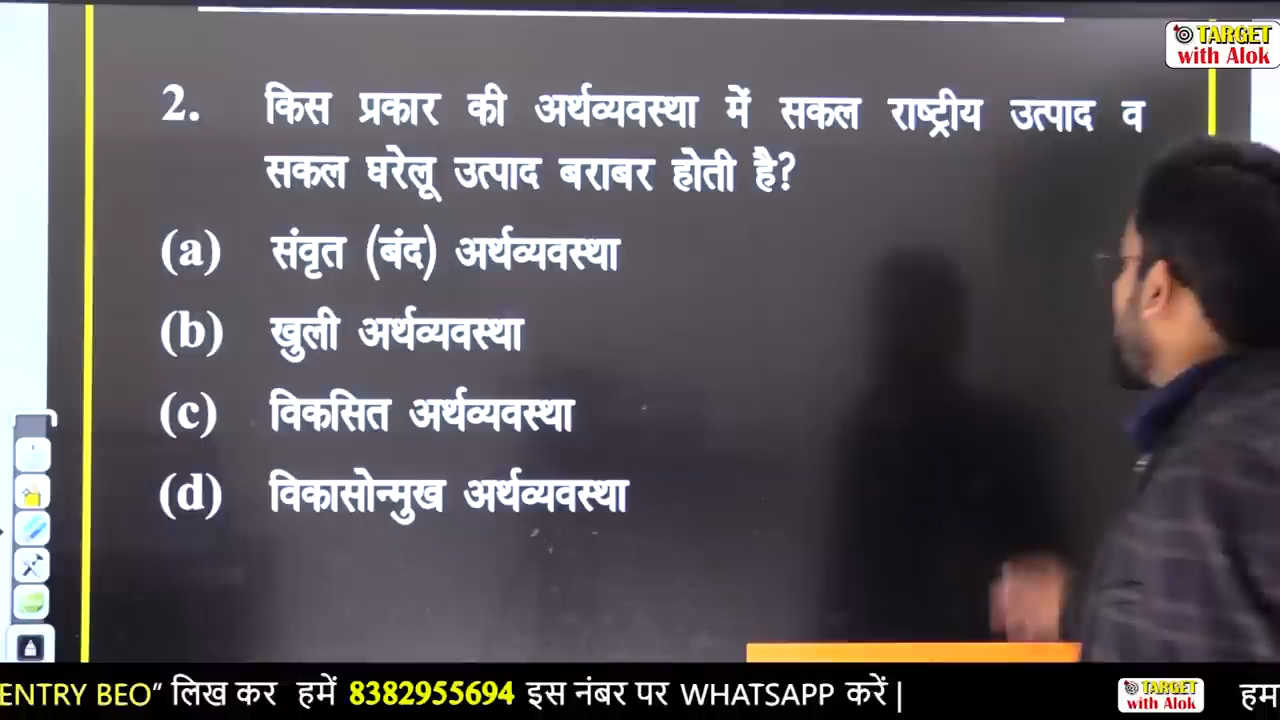 TARGET
with Alok
2. किस प्रकार की अर्थव्यवस्था में सकल राष्ट्रीय उत्पाद व
सकल घरेलू उत्पाद बराबर होती है?
(a) संवृत (बंद) अर्थव्यवस्था
(b) खुली अर्थव्यवस्था
(c) विकसित अर्थव्यवस्था
(d) विकासोन्मुख अर्थव्यवस्था
ENTRY BEO" लिख कर हमें 8382955694 इस नंबर पर WHATSAPP करें | TARGET with Alok हम